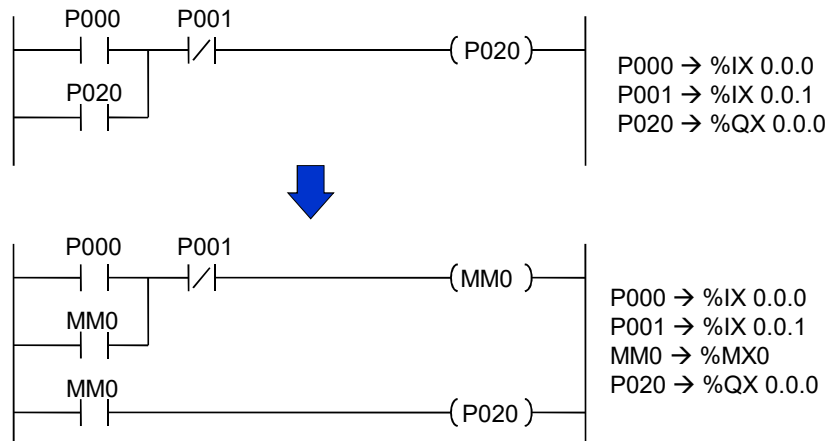 P000 P001
P020
P020
P000 → %IX 0.0.0
P001 → %IX 0.0.1
P020 → %QX 0.0.0
P000 P001
MM0
MM0
MM0
P020
P000 → %IX 0.0.0
P001 → %IX 0.0.1
MM0 → %MX0
P020 → %QX 0.0.0